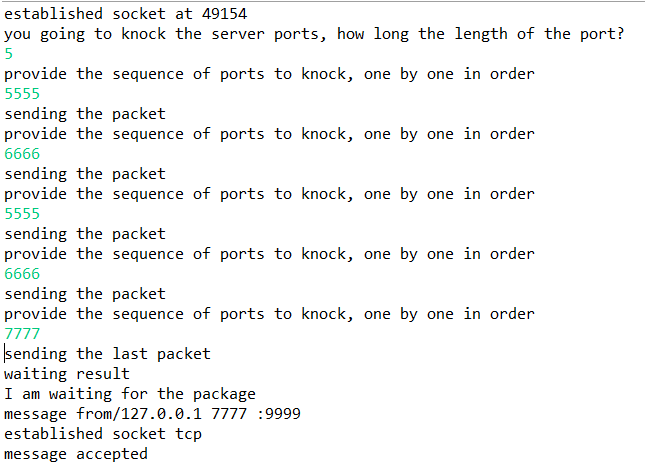 established socket at 49154
you going to knock the server ports, how long the length of the port?
5
provide the sequence of ports to knock, one by one in order
5555
sending the packet
provide the sequence of ports to knock, one by one in order
6666
sending the packet
provide the sequence of ports to knock, one by one in order
5555
sending the packet
provide the sequence of ports to knock, one by one in order
6666
sending the packet
provide the sequence of ports to knock, one by one in order
7777
sending the last packet
waiting result
I am waiting for the package
message from/127.0.0.1 7777 :9999
established socket tcp
message accepted